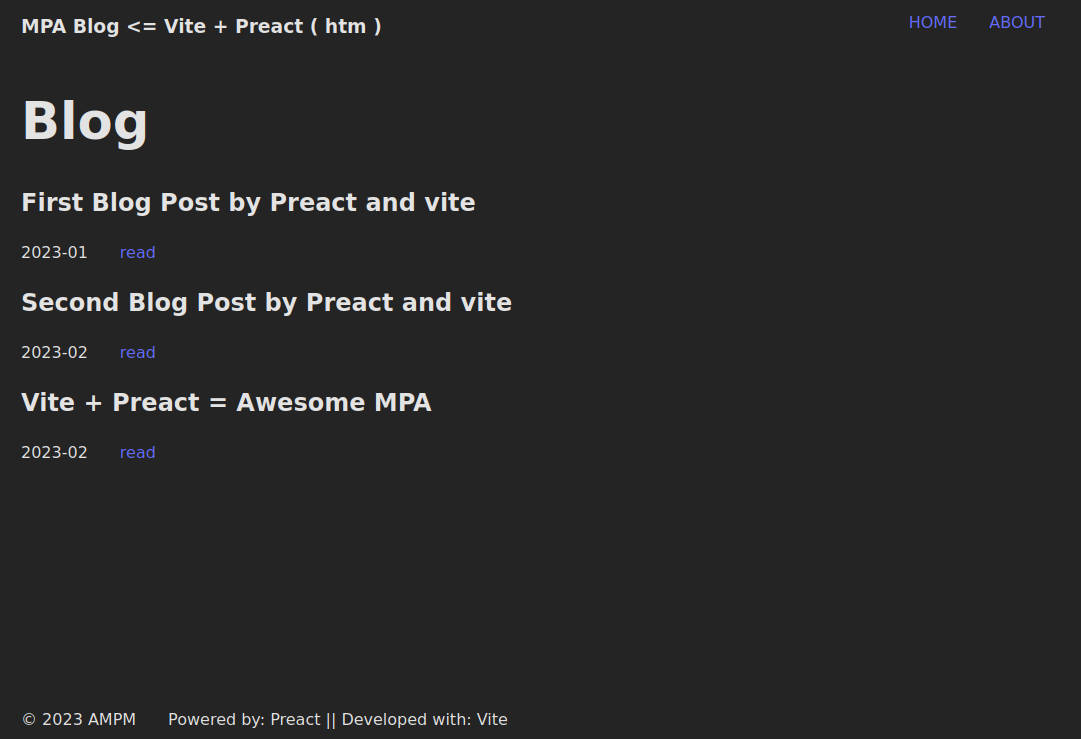 MPA Blog <= Vite + Preact ( htm )
HOME ABOUT
Blog
First Blog Post by Preact and vite
2023-01 read
Second Blog Post by Preact and vite
2023-02 read
Vite + Preact = Awesome MPA
2023-02 read
© 2023 AMPM Powered by: Preact || Developed with: Vite